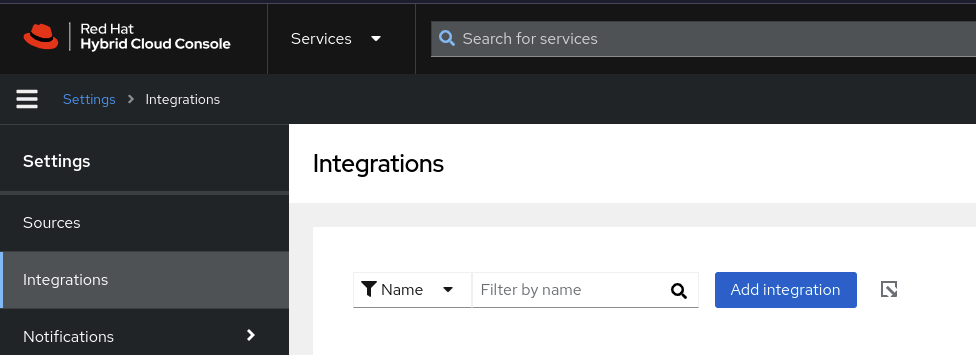 Red Hat
Hybrid Cloud Console
Services
Search for services
Settings
Integrations
Settings
Sources
Integrations
Notifications
Integrations
Name
Filter by name
Add integration